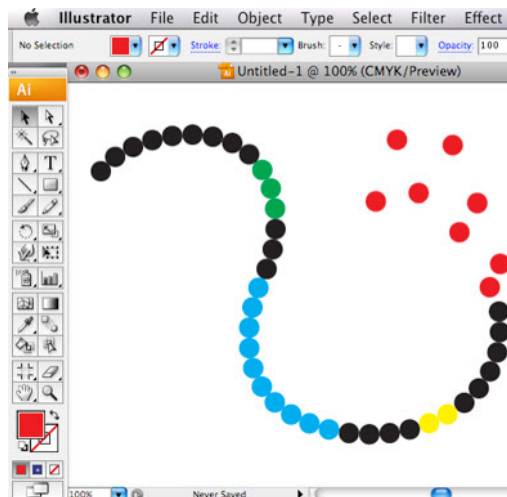 Illustrator File Edit Object Type Select Filter Effect
No Selection Stroke: Brush: Style: Opacity: 100
Untitled-1 @ 100% (CMYK/Preview)
Ai
T
100% Never Saved